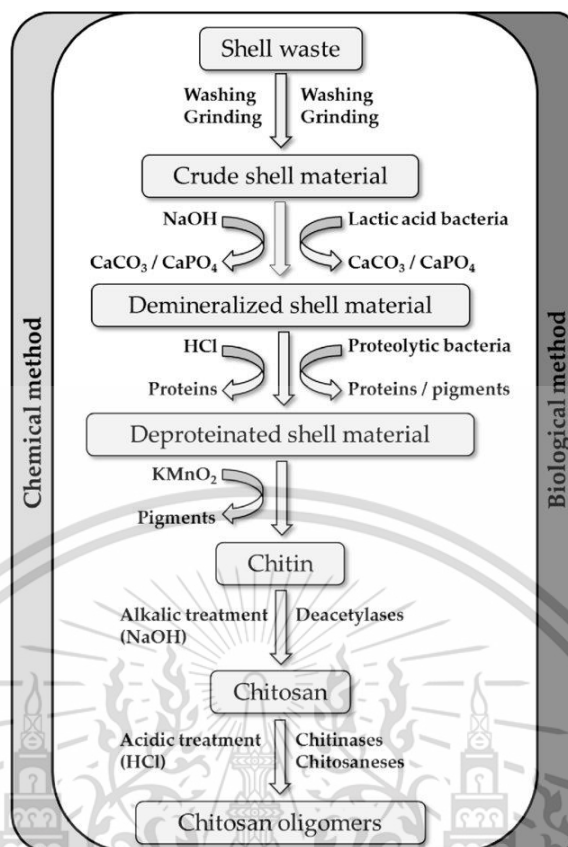 Shell waste
Washing Washing
Grinding Grinding
Crude shell material
NaOH Lactic acid bacteria
CaCO₃ / CaPO₄ CaCO₃ / CaPO₄
Demineralized shell material
HCl Proteolytic bacteria
Proteins Proteins / pigments
Deproteinated shell material
KMnO₂
Pigments
Chitin
Alkalic treatment Deacetylases
(NaOH)
Chitosan
Acidic treatment Chitinases
(HCl) Chitosaneses
Chitosan oligomers
Chemical method
Biological method